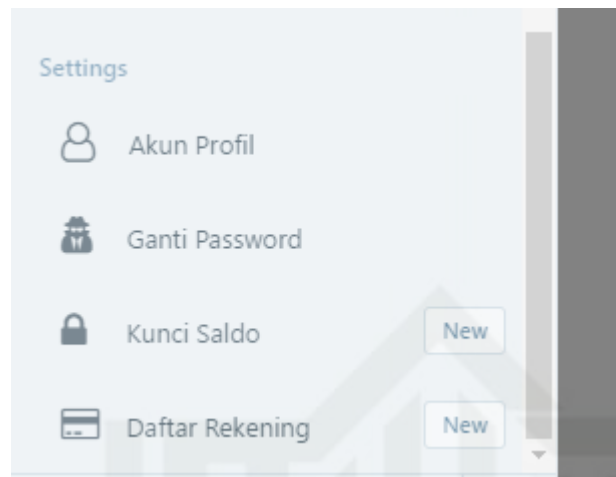 Settings
Akun Profil
Ganti Password
Kunci Saldo New
Daftar Rekening New